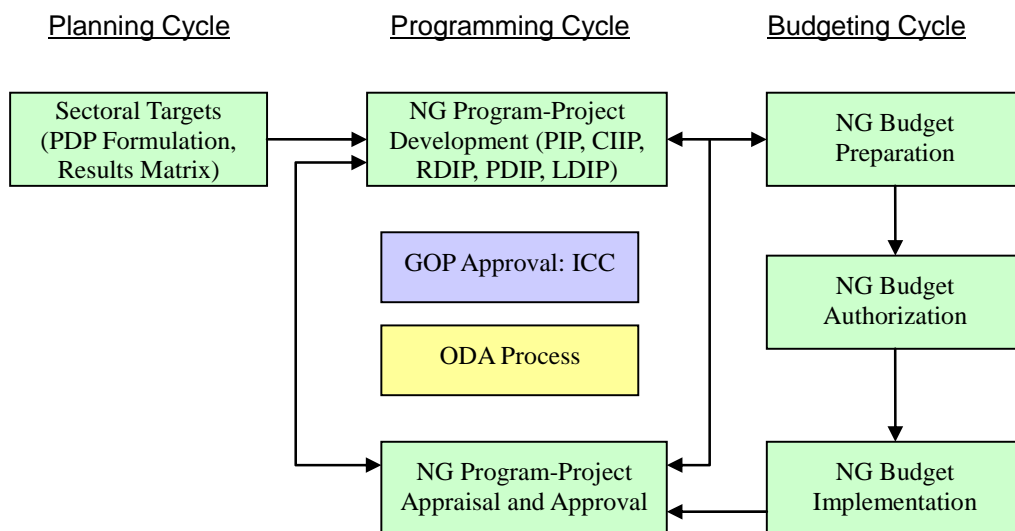 Planning Cycle
Programming Cycle
Budgeting Cycle
Sectoral Targets
(PDP Formulation,
Results Matrix)
NG Program-Project
Development (PIP, CIIP,
RDIP, PDIP, LDIP)
NG Budget
Preparation
GOP Approval: ICC
NG Budget
Authorization
ODA Process
NG Program-Project
Appraisal and Approval
NG Budget
Implementation